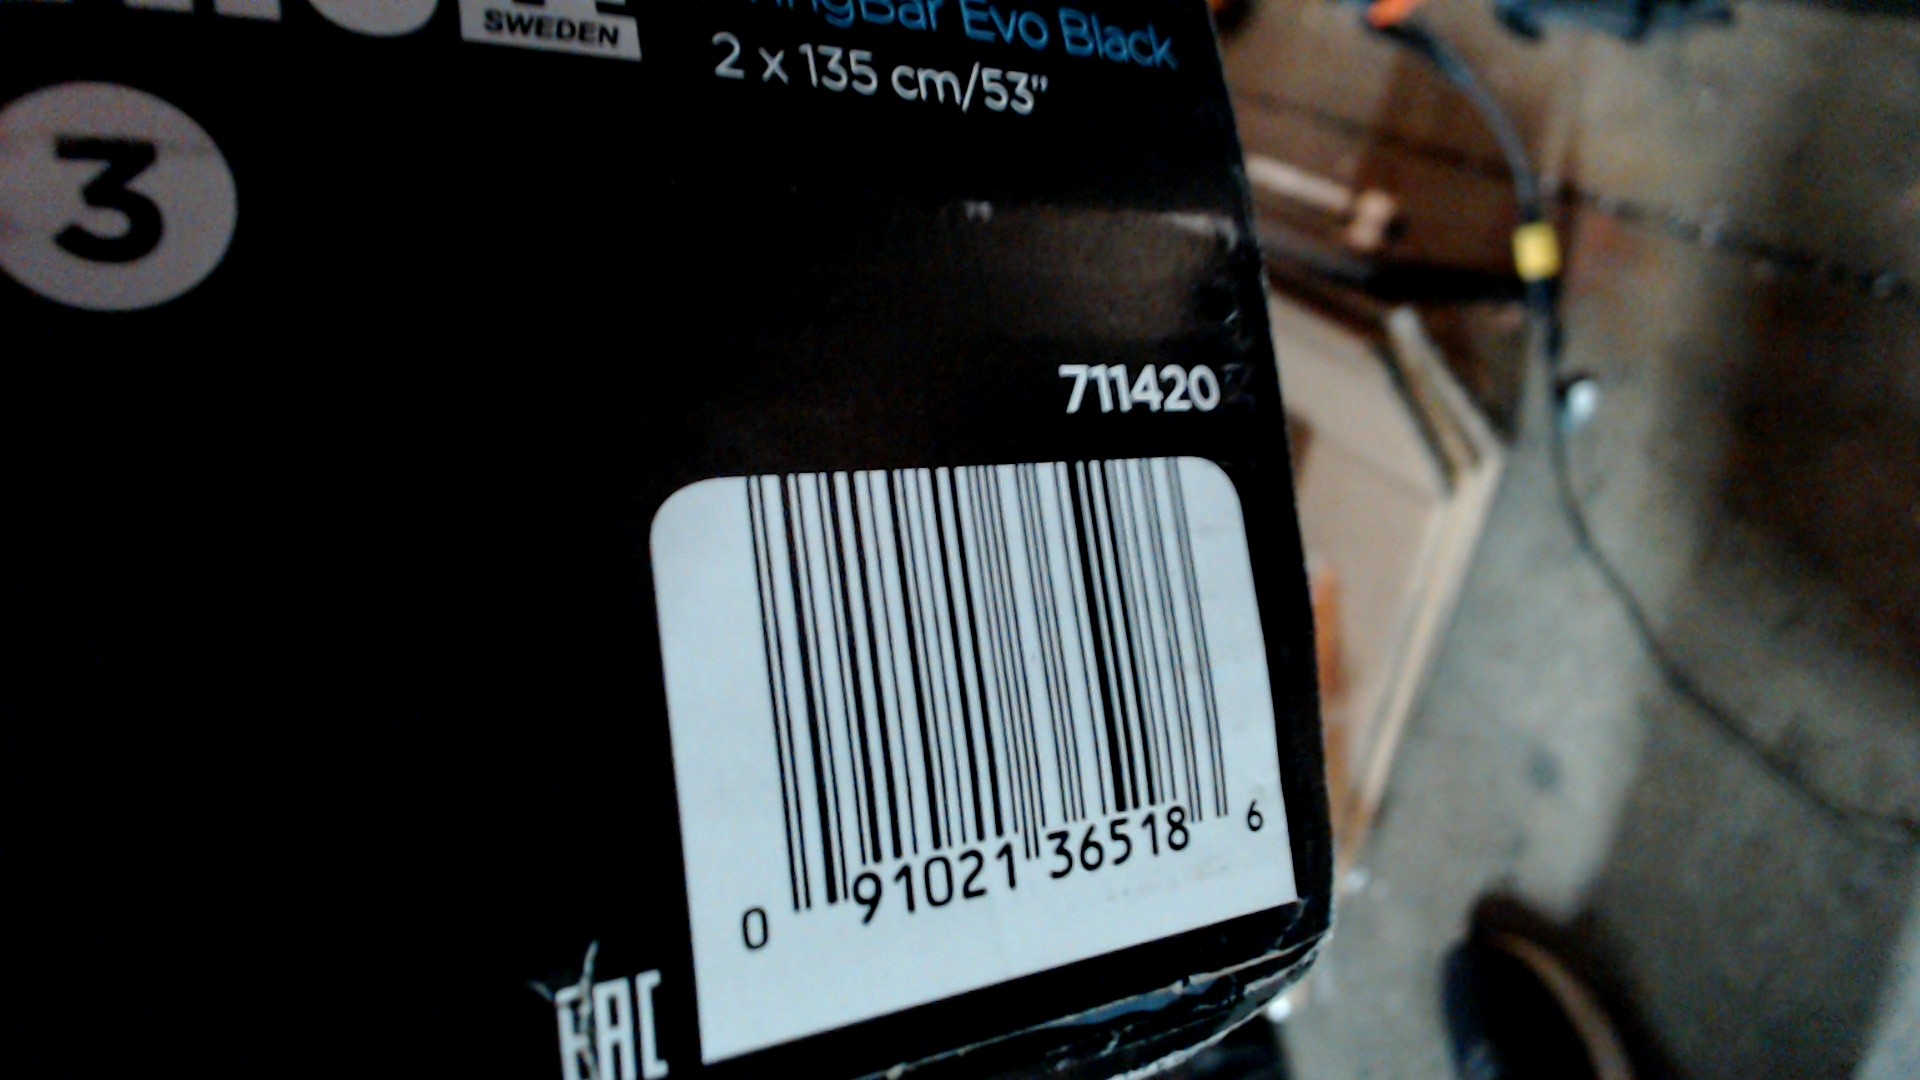 SWEDEN
Evo Black
2 x 135 cm/53"
3
711420
0 91021 36518 6
EAC